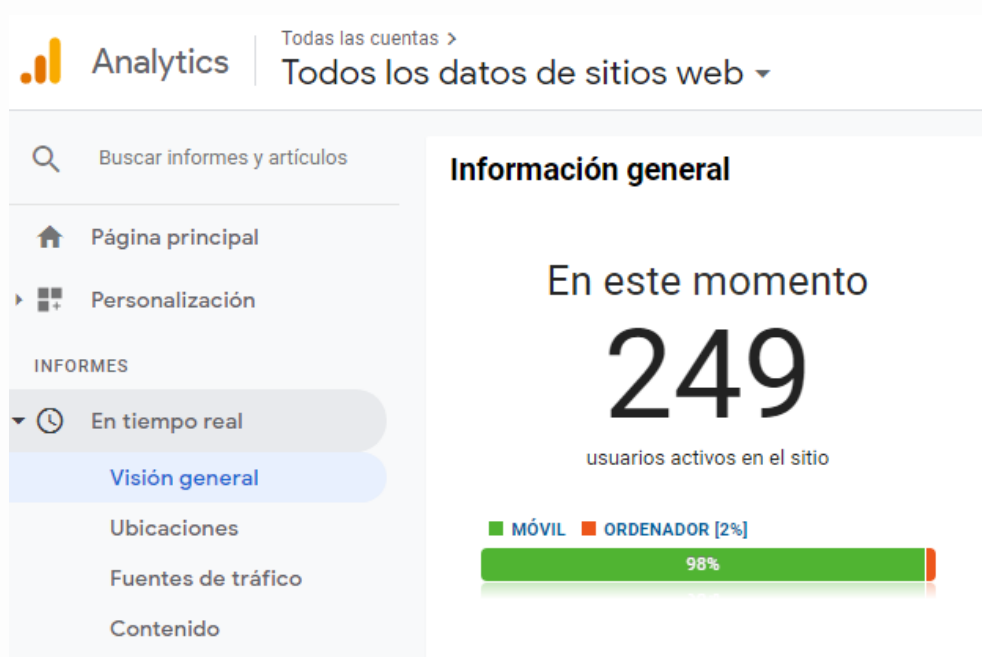 Analytics
Todas las cuentas >
Todos los datos de sitios web
Buscar informes y artículos
Página principal
Personalización
INFORMES
En tiempo real
Visión general
Ubicaciones
Fuentes de tráfico
Contenido
Información general
En este momento
249
usuarios activos en el sitio
MÓVIL ORDENADOR [2%]
98%